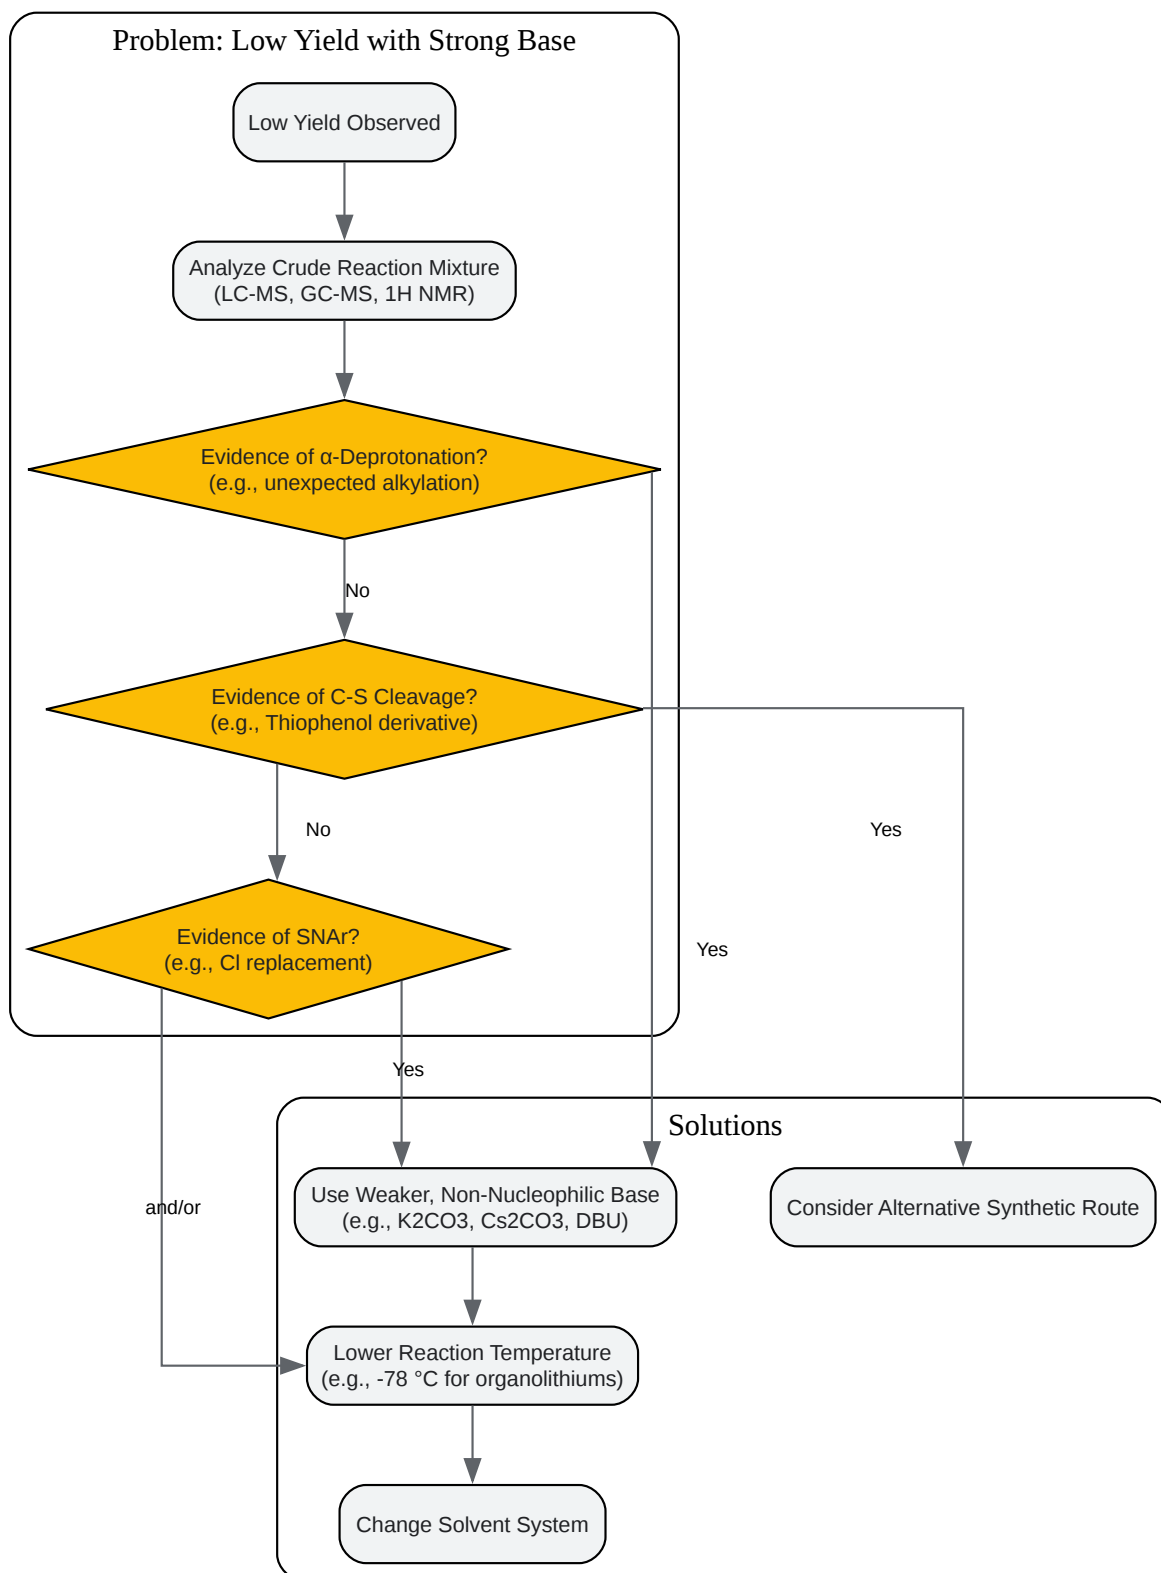 Problem: Low Yield with Strong Base
Low Yield Observed
Analyze Crude Reaction Mixture
(LC-MS, GC-MS, 1H NMR)
Evidence of α-Deprotonation?
(e.g., unexpected alkylation)
No
Evidence of C-S Cleavage?
(e.g., Thiophenol derivative)
No
Yes
Evidence of SNAr?
(e.g., Cl replacement)
Yes
Yes
Solutions
Use Weaker, Non-Nucleophilic Base
(e.g., K2CO3, Cs2CO3, DBU)
Consider Alternative Synthetic Route
and/or
Lower Reaction Temperature
(e.g., -78 °C for organolithiums)
Change Solvent System